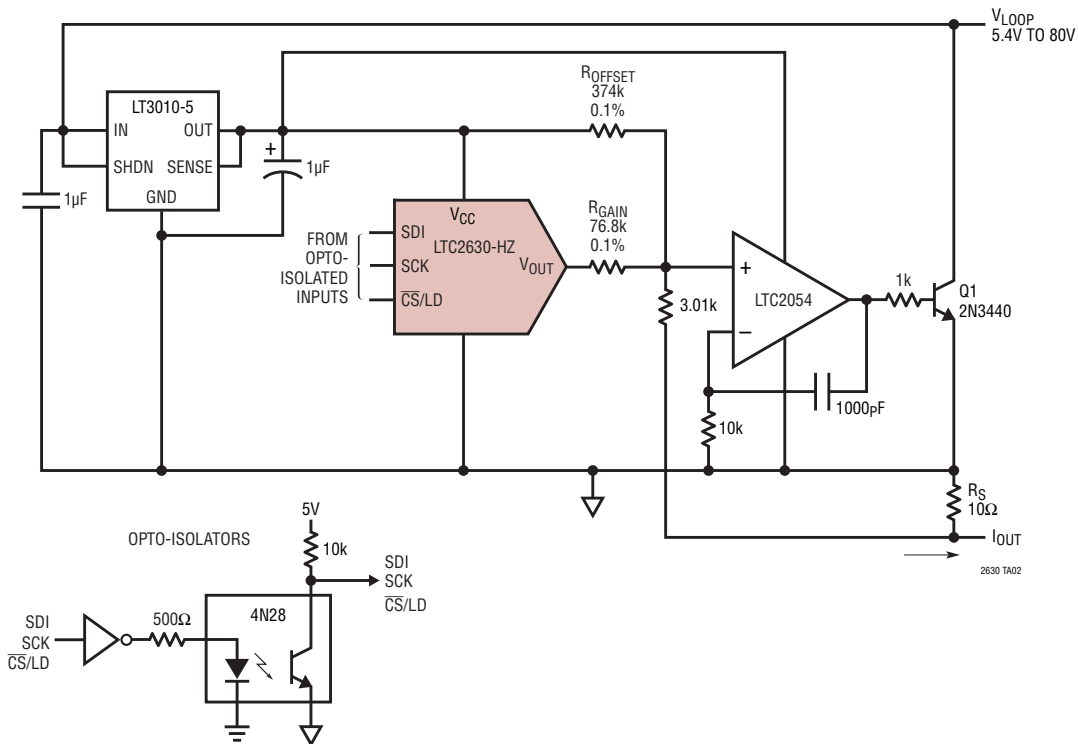 VLOOP
5.4V TO 80V
LT3010-5
IN
OUT
SHDN
SENSE
GND
1µF
+
1µF
ROFFSET
374k
0.1%
RGAIN
76.8k
0.1%
FROM
OPTO-
ISOLATED
INPUTS
SDI
SCK
CS/LD
VCC
LTC2630-HZ
VOUT
3.01k
+
LTC2054
–
1k
Q1
2N3440
1000pF
10k
RS
10Ω
IOUT
2630 TA02
OPTO-ISOLATORS
5V
10k
SDI
SCK
CS/LD
4N28
500Ω
SDI
SCK
CS/LD